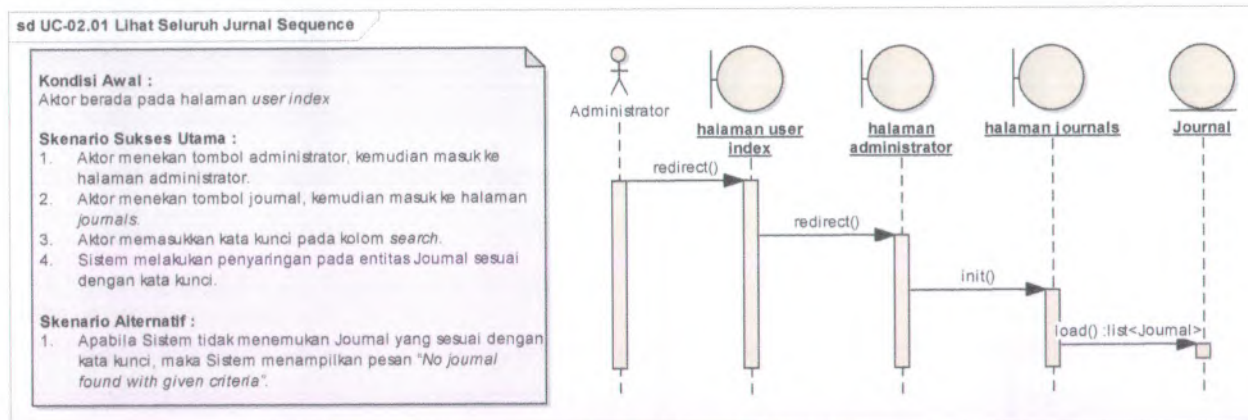 sd UC-02.01 Lihat Seluruh Jurnal Sequence
Kondisi Awal :
Aktor berada pada halaman user index
Skenario Sukses Utama :
1. Aktor menekan tombol administrator, kemudian masuk ke
halaman administrator.
2. Aktor menekan tombol journal, kemudian masuk ke halaman
journals.
3. Aktor memasukkan kata kunci pada kolom search.
4. Sistem melakukan penyaringan pada entitas Journal sesuai
dengan kata kunci.
Skenario Alternatif :
1. Apabila Sistem tidak menemukan Journal yang sesuai dengan
kata kunci, maka Sistem menampilkan pesan "No journal
found with given criteria".
Administrator
halaman user
index
halaman
administrator
halaman journals
Journal
redirect()
redirect()
init()
load() :list<Journal>